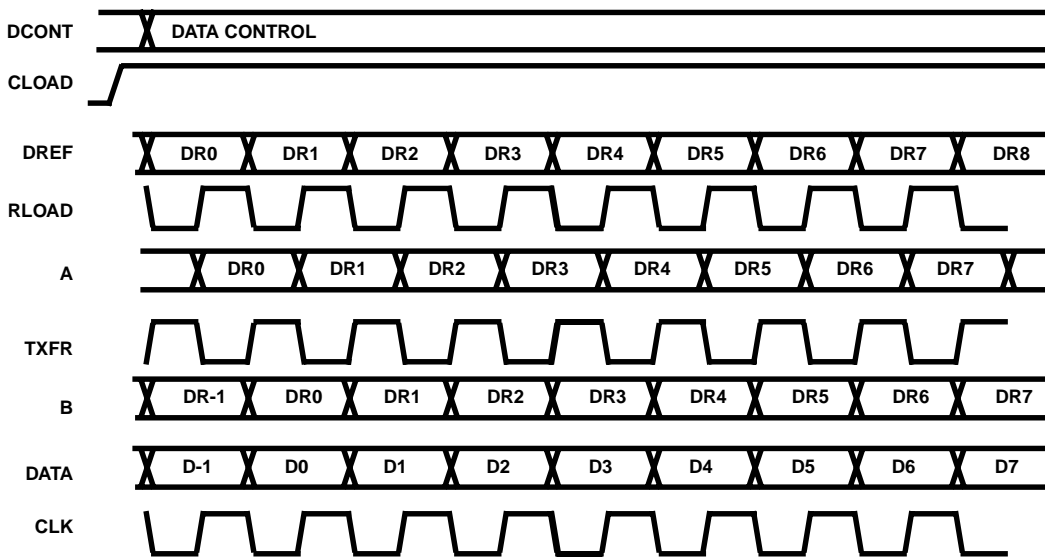 DCONT DATA CONTROL
CLOAD
DREF DR0 DR1 DR2 DR3 DR4 DR5 DR6 DR7 DR8
RLOAD
A DR0 DR1 DR2 DR3 DR4 DR5 DR6 DR7
TXFR
B DR-1 DR0 DR1 DR2 DR3 DR4 DR5 DR6 DR7
DATA D-1 D0 D1 D2 D3 D4 D5 D6 D7
CLK